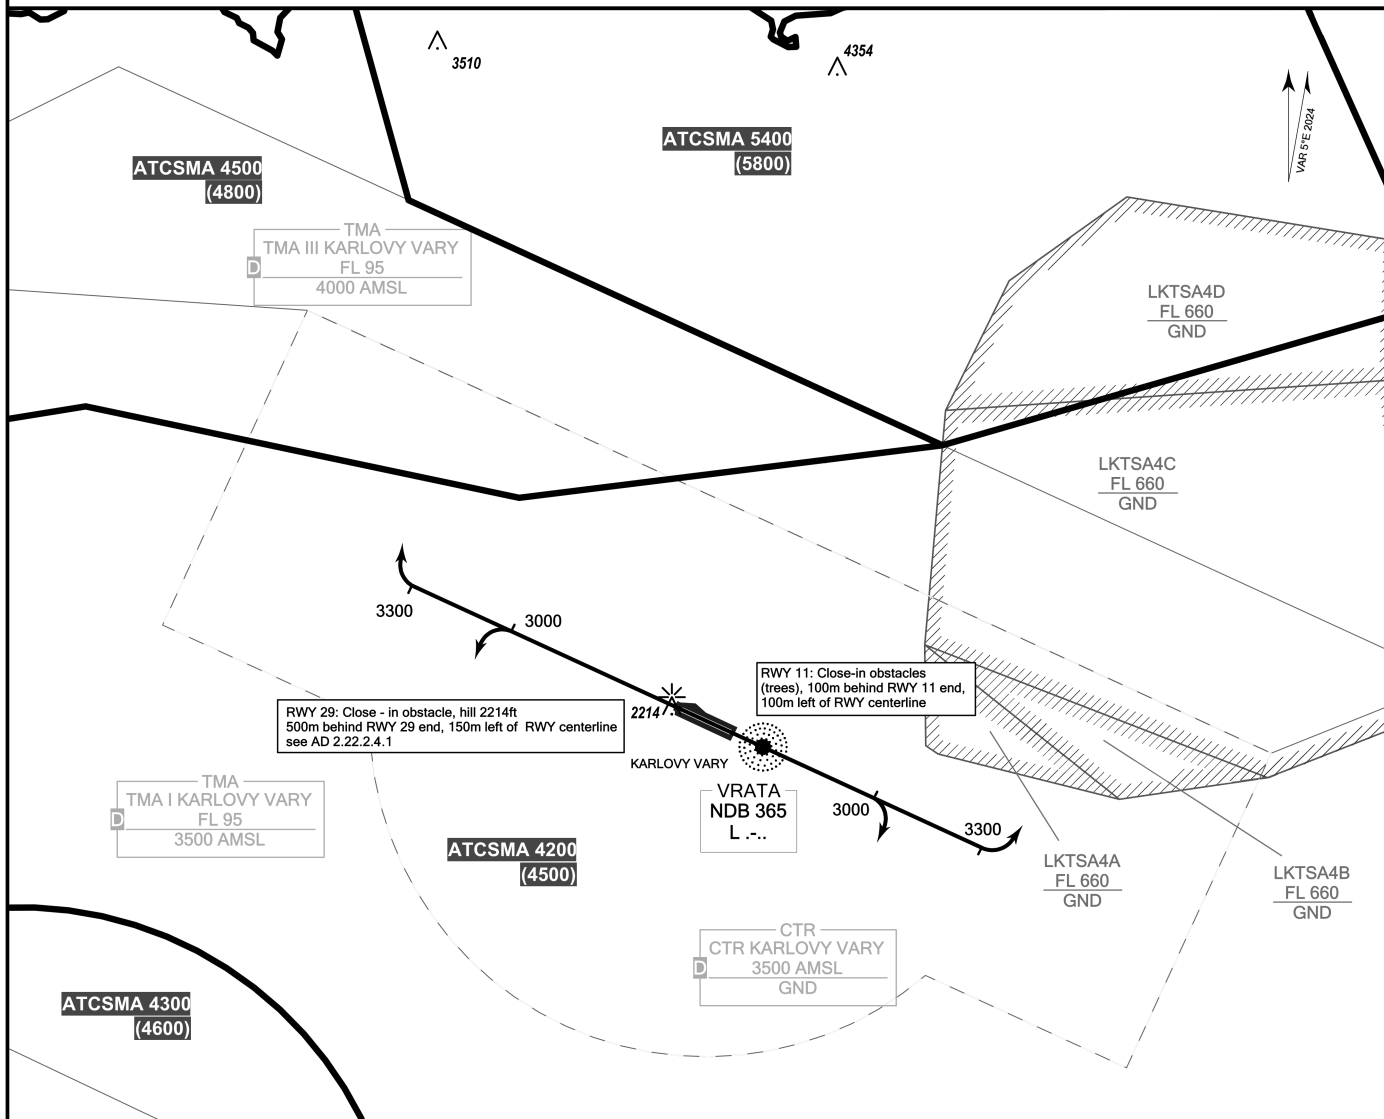 3510
4354
ATCSMA 5400
(5800)
ATCSMA 4500
(4800)
VAR 5°E 2024
TMA
TMA III KARLOVY VARY
D
FL 95
4000 AMSL
LKTSA4D
FL 660
GND
LKTSA4C
FL 660
GND
3300
3000
RWY 11: Close-in obstacles
(trees), 100m behind RWY 11 end,
100m left of RWY centerline
RWY 29: Close - in obstacle, hill 2214ft
500m behind RWY 29 end, 150m left of RWY centerline
see AD 2.22.2.4.1
2214
KARLOVY VARY
VRATA
NDB 365
L .-..
3000
3300
TMA
TMA I KARLOVY VARY
D
FL 95
3500 AMSL
ATCSMA 4200
(4500)
LKTSA4A
FL 660
GND
LKTSA4B
FL 660
GND
CTR
CTR KARLOVY VARY
D
3500 AMSL
GND
ATCSMA 4300
(4600)